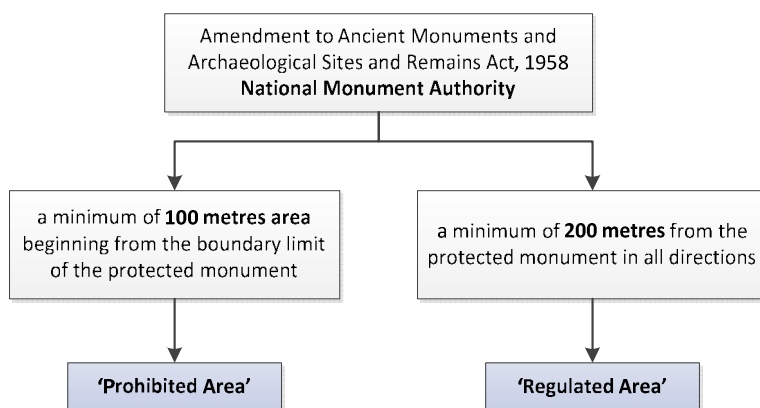 Amendment to Ancient Monuments and
Archaeological Sites and Remains Act, 1958
National Monument Authority
a minimum of 100 metres area
beginning from the boundary limit
of the protected monument
a minimum of 200 metres from the
protected monument in all directions
‘Prohibited Area’
‘Regulated Area’